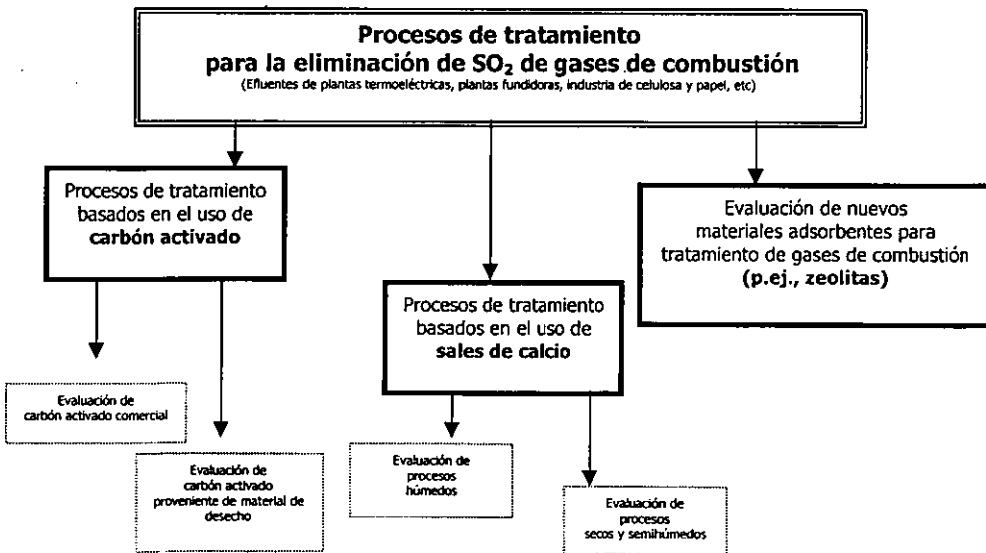 Procesos de tratamiento
para la eliminación de SO₂ de gases de combustión
(Efluentes de plantas termoeléctricas, plantas fundidoras, industria de celulosa y papel, etc)
Procesos de tratamiento
basados en el uso de
carbón activado
Evaluación de nuevos
materiales adsorbentes para
tratamiento de gases de combustión
(p.ej., zeolitas)
Procesos de tratamiento
basados en el uso de
sales de calcio
Evaluación de
carbón activado comercial
Evaluación de
carbón activado
proveniente de material de
desecho
Evaluación de
procesos
húmedos
Evaluación de
procesos
secos y semihúmedos